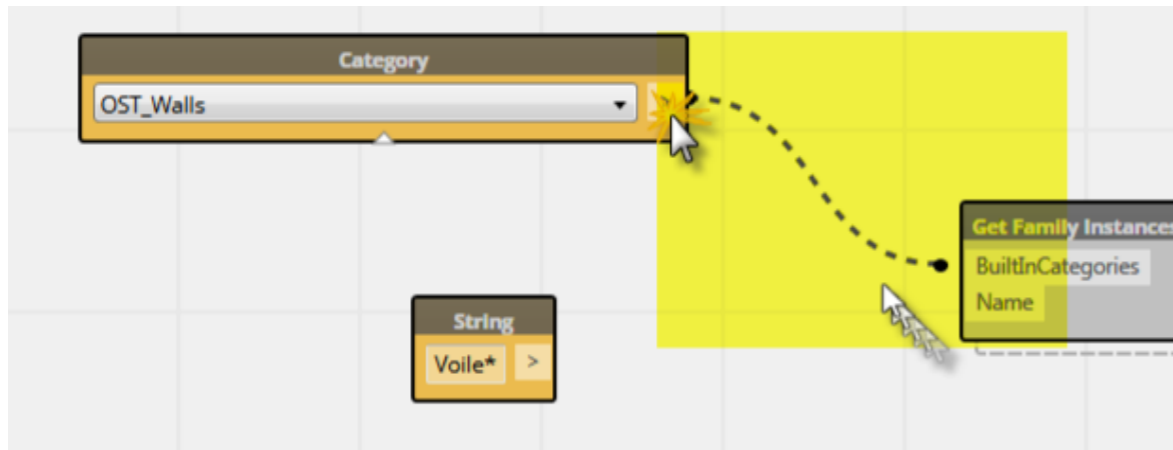 Category
OST_Walls
Get Family Instances
BuiltInCategories
Name
String
Voile* >